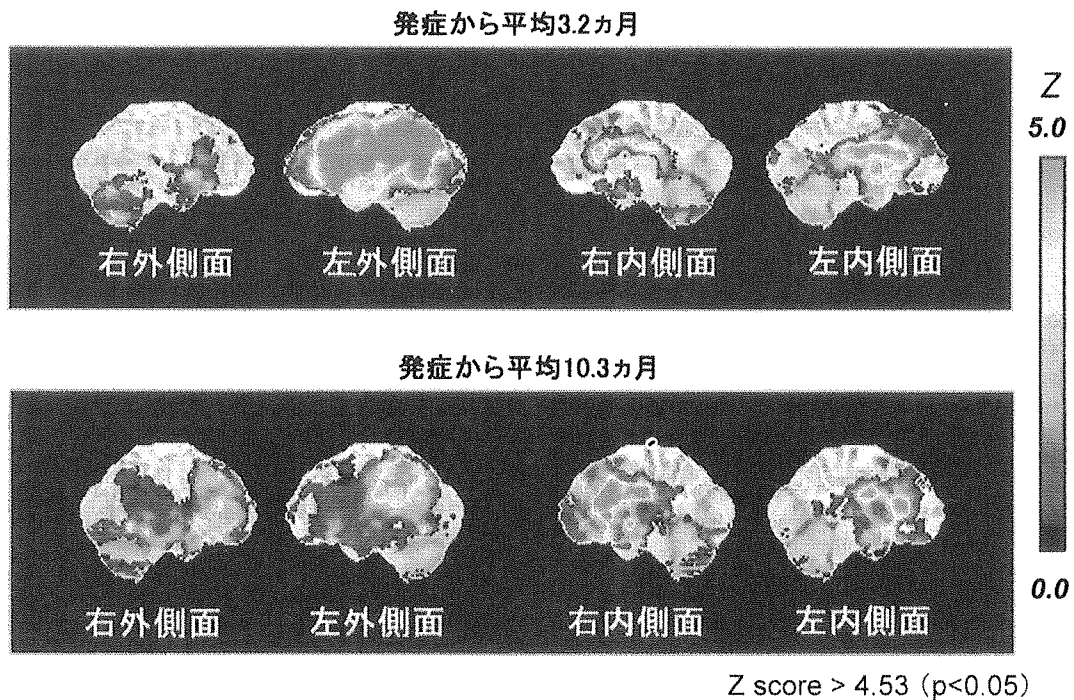 発症から平均3.2ヵ月
Z
5.0
右外側面 左外側面 右内側面 左内側面
発症から平均10.3ヵ月
0.0
右外側面 左外側面 右内側面 左内側面
Z score > 4.53 (p<0.05)